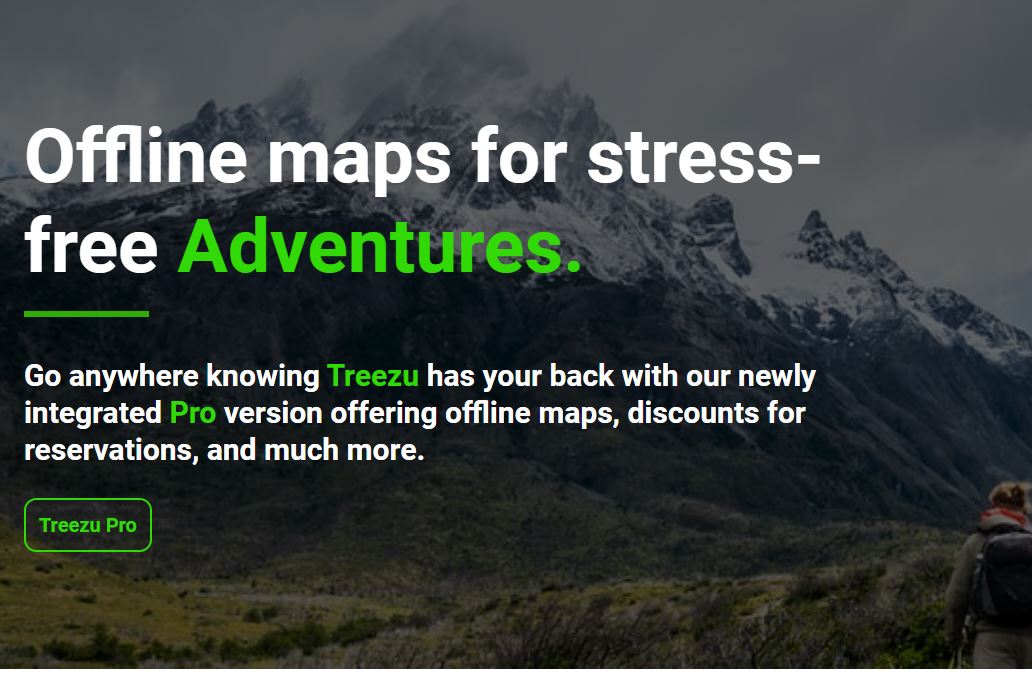 Offline maps for stress-
free Adventures.
Go anywhere knowing Treezu has your back with our newly
integrated Pro version offering offline maps, discounts for
reservations, and much more.
Treezu Pro